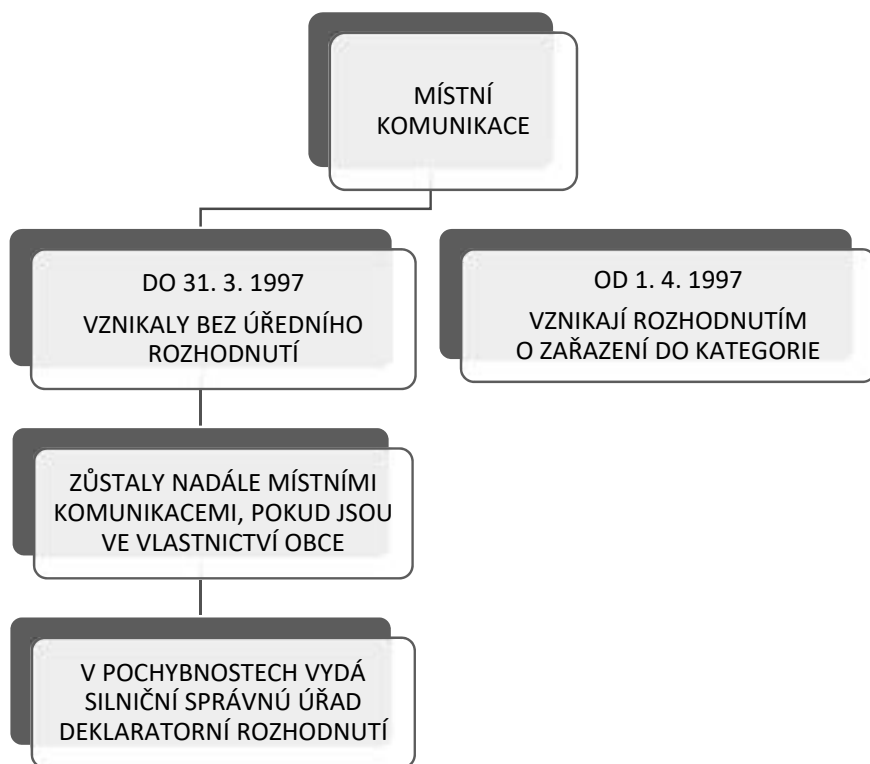 MÍSTNÍ
KOMUNIKACE
DO 31. 3. 1997
VZNIKALY BEZ ÚŘEDNÍHO
ROZHODNUTÍ
OD 1. 4. 1997
VZNIKAJÍ ROZHODNUTÍM
O ZAŘAZENÍ DO KATEGORIE
ZŮSTALY NADÁLE MÍSTNÍMI
KOMUNIKACEMI, POKUD JSOU
VE VLASTNICTVÍ OBCE
V POCHYBNOSTECH VYDÁ
SILNIČNÍ SPRÁVNÚ ÚŘAD
DEKLARATORNÍ ROZHODNUTÍ